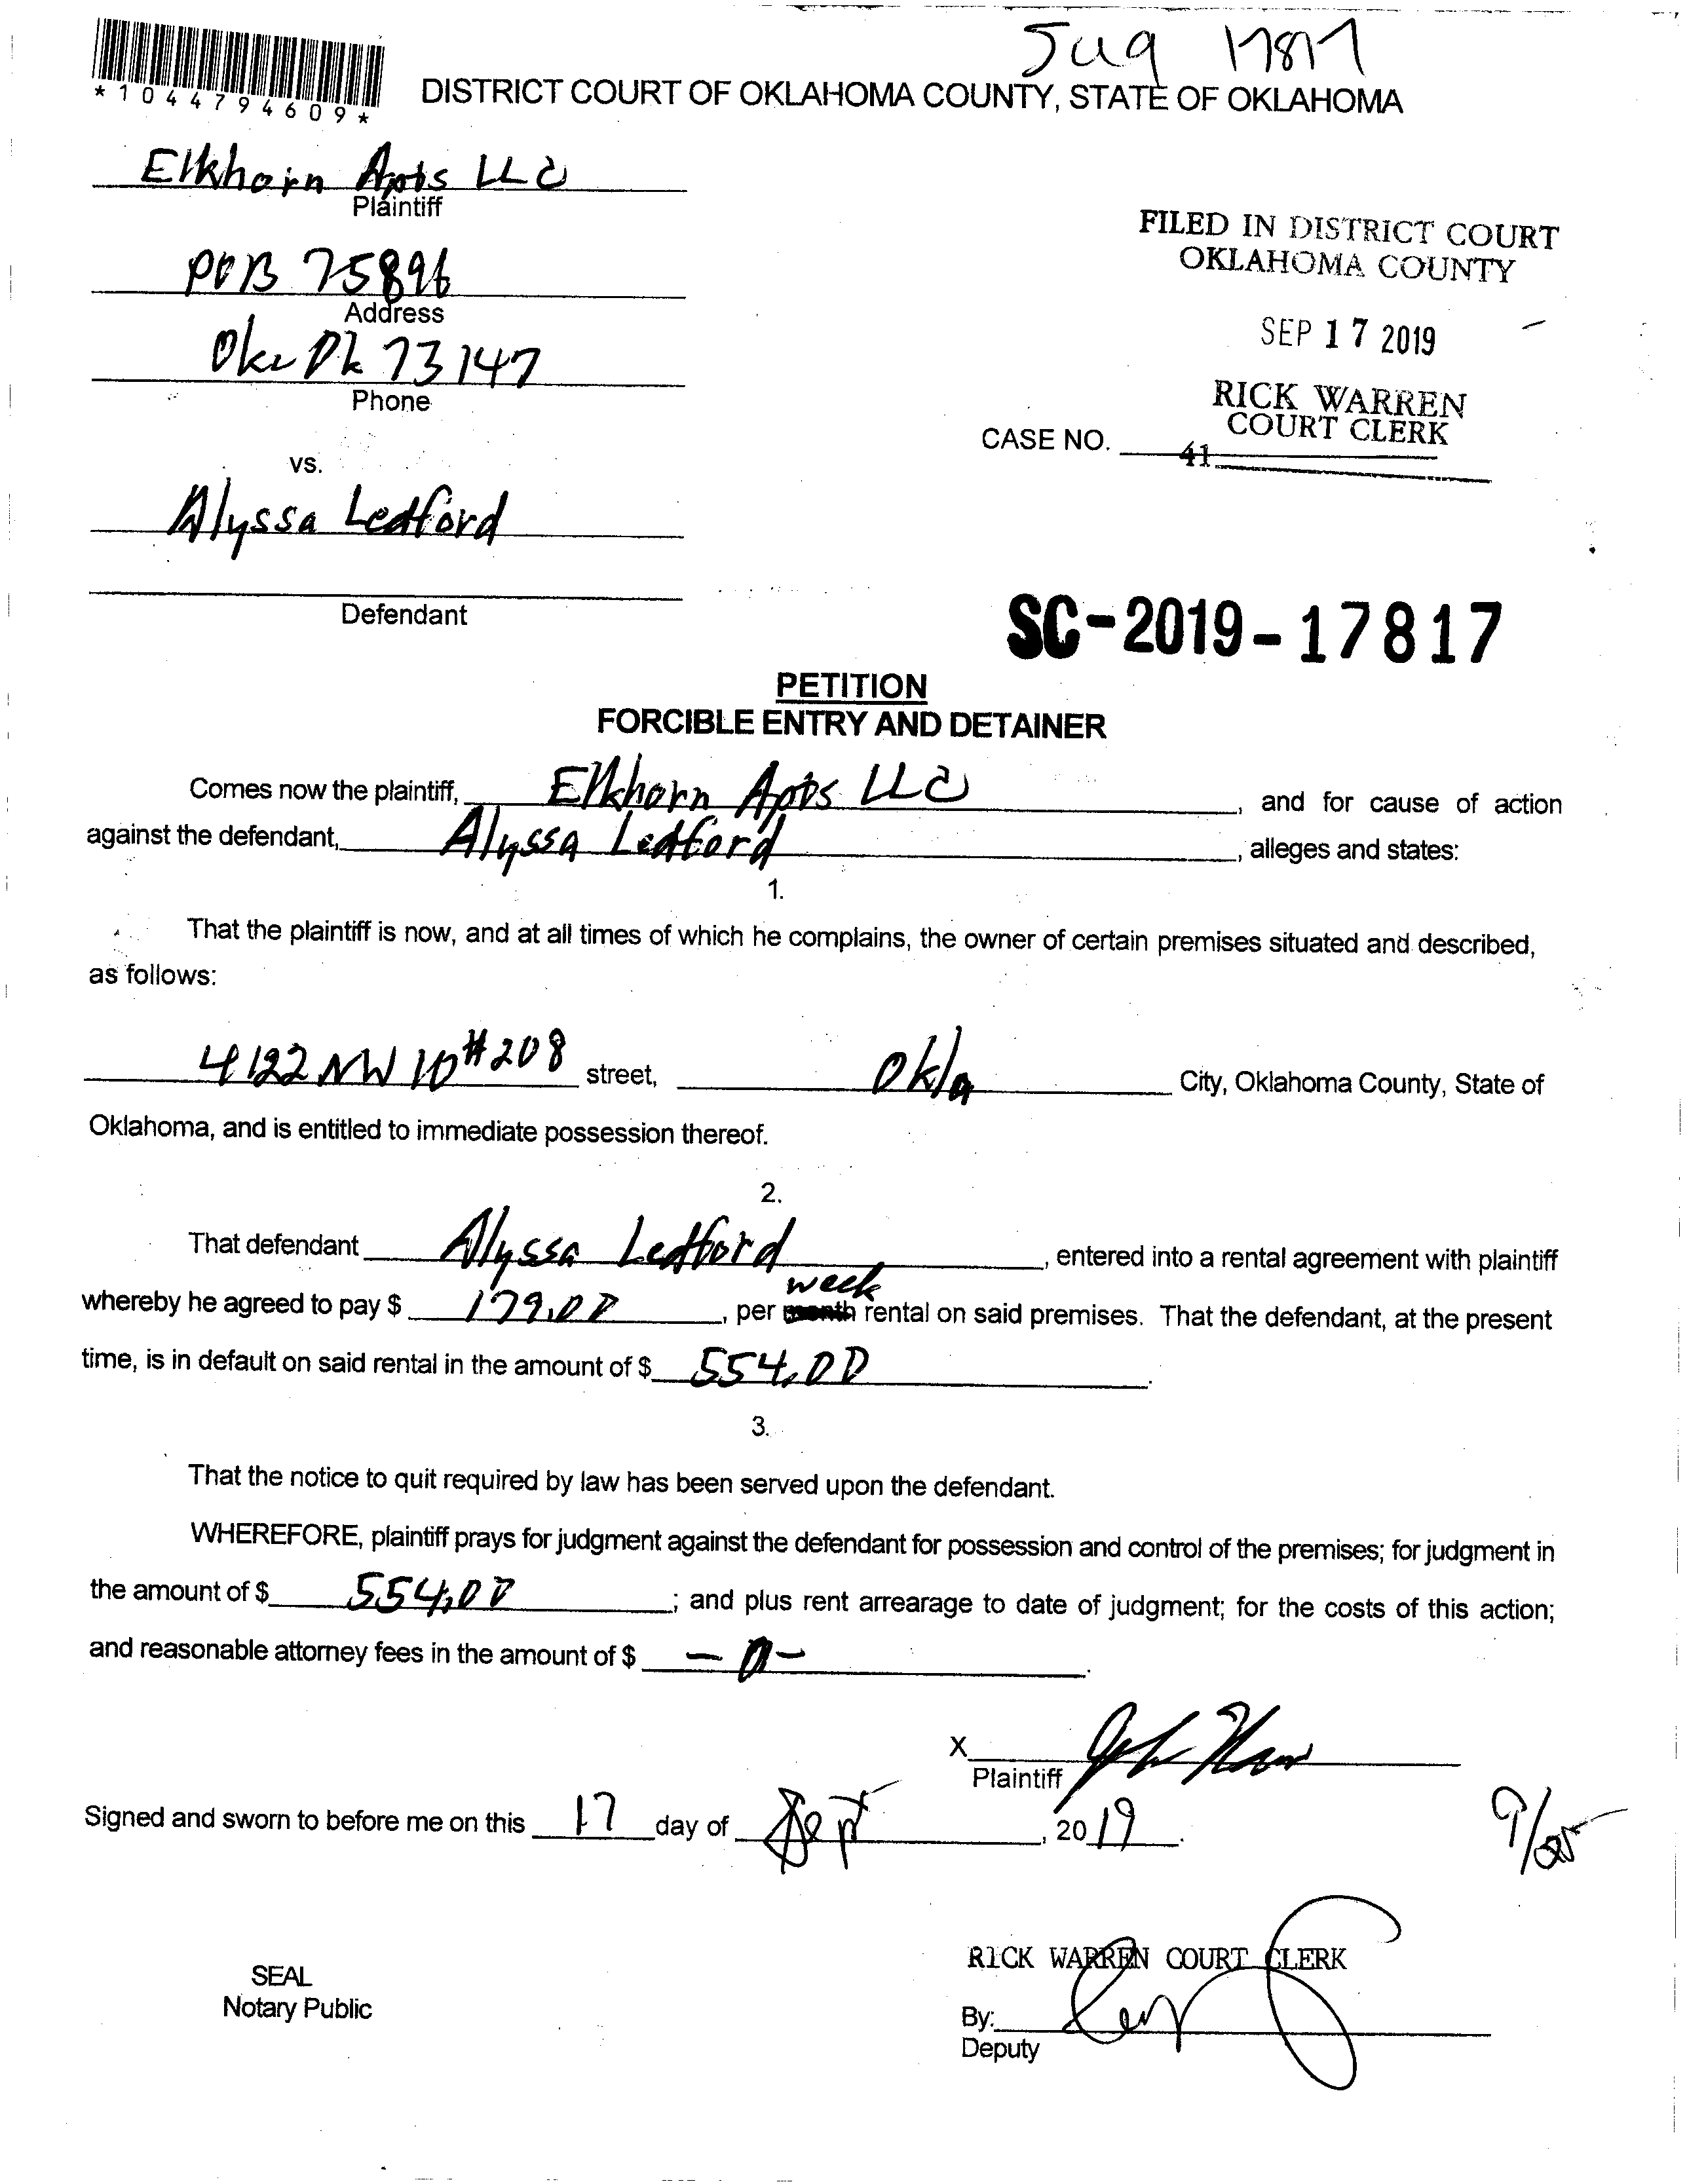 Jug 17817
*1044794609*
DISTRICT COURT OF OKLAHOMA COUNTY, STATE OF OKLAHOMA
Elkhorn Apts LLC
Plaintiff
POB 75896
Address
Okc Ok 73147
Phone
FILED IN DISTRICT COURT
OKLAHOMA COUNTY
SEP 17 2019
RICK WARREN
COURT CLERK
CASE NO.
41
vs.
Alyssa Ledford
Defendant
SC-2019-17817
PETITION
FORCIBLE ENTRY AND DETAINER
Comes now the plaintiff, Elkhorn Apts LLC, and for cause of action
against the defendant, Alyssa Ledford, alleges and states:
1.
That the plaintiff is now, and at all times of which he complains, the owner of certain premises situated and described,
as follows:
4122 NW 10 #208 street, Okla City, Oklahoma County, State of
Oklahoma, and is entitled to immediate possession thereof.
2.
That defendant Alyssa Ledford, entered into a rental agreement with plaintiff
week
whereby he agreed to pay $ 179.00, per month rental on said premises. That the defendant, at the present
time, is in default on said rental in the amount of $ 554.00.
3.
That the notice to quit required by law has been served upon the defendant.
WHEREFORE, plaintiff prays for judgment against the defendant for possession and control of the premises; for judgment in
the amount of $ 554.00; and plus rent arrearage to date of judgment; for the costs of this action;
and reasonable attorney fees in the amount of $ -0-.
X
Plaintiff
Signed and sworn to before me on this 17 day of Sept, 2019.
9/25
RICK WARREN COURT CLERK
SEAL
Notary Public
By:
Deputy